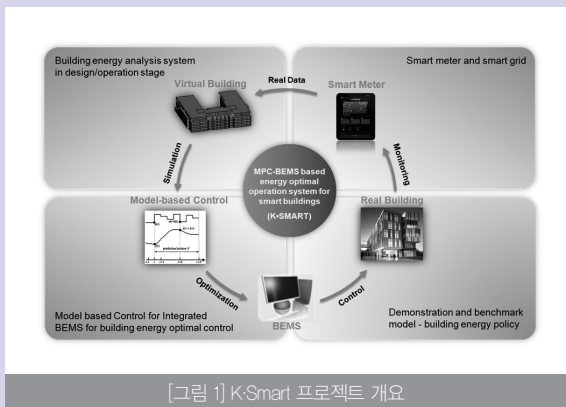 Building energy analysis system
in design/operation stage
Smart meter and smart grid
Virtual Building
Real Data
Smart Meter
Simulation
Monitoring
MPC-BEMS based
energy optimal
operation system for
smart buildings
(K•SMART)
Model-based Control
Real Building
Optimization
Control
BEMS
Model based Control for Integrated
BEMS for building energy optimal control
Demonstration and benchmark
model - building energy policy
[그림 1] K·Smart 프로젝트 개요